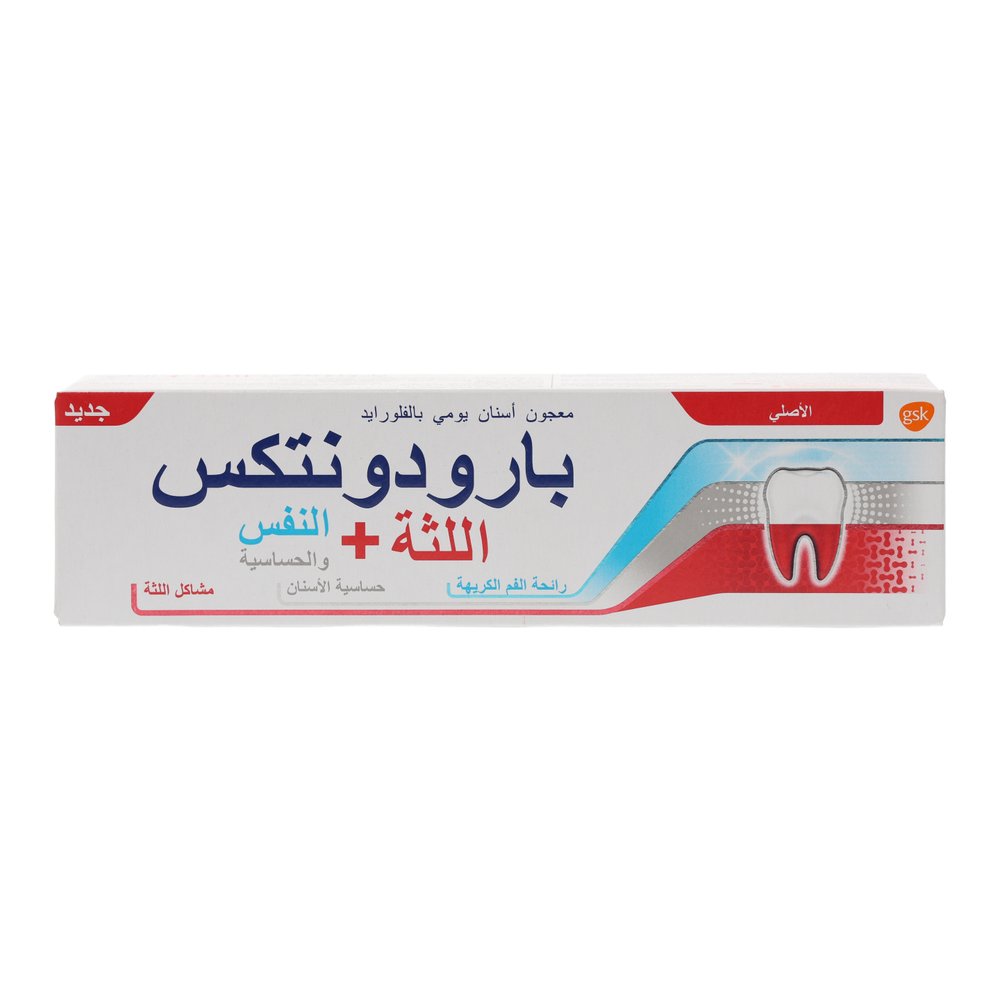 جديد
الأصلي
gsk
معجون أسنان يومي بالفلورايد
بارودونتكس
اللثة + النفس
والحساسية
رائحة الفم الكريهة
حساسية الأسنان
مشاكل اللثة